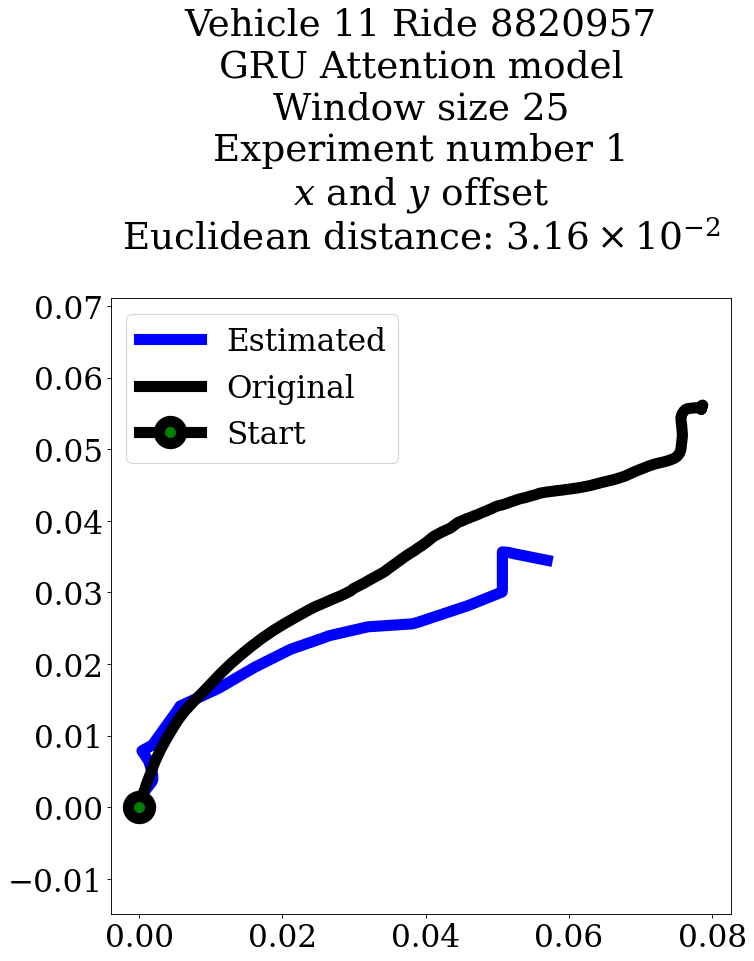 Vehicle 11 Ride 8820957
GRU Attention model
Window size 25
Experiment number 1
x and y offset
Euclidean distance: 3.16 × 10⁻²
Estimated
Original
Start
0.07
0.06
0.05
0.04
0.03
0.02
0.01
0.00
−0.01
0.00 0.02 0.04 0.06 0.08